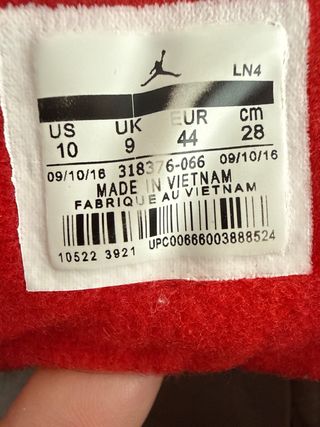 LN4
US UK EUR cm
10 9 44 28
09/10/16 318376-066 09/10/16
MADE IN VIETNAM
FABRIQUE AU VIETNAM
10522 3921 UPC00666003888524